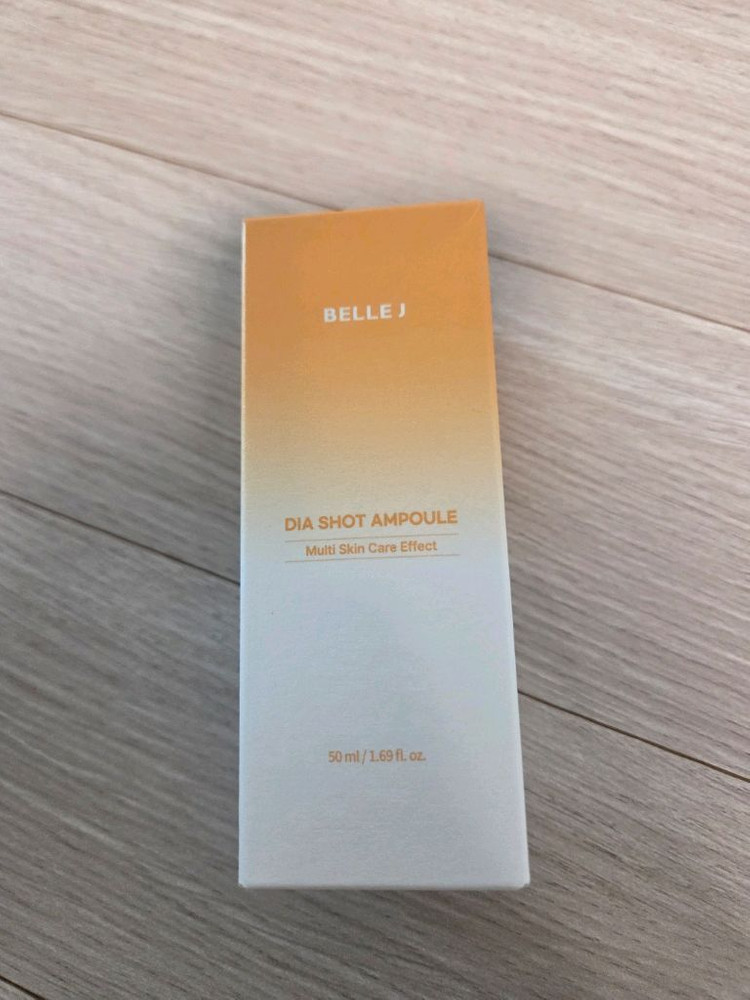 BELLE J
DIA SHOT AMPOULE
Multi Skin Care Effect
50 ml / 1.69 fl. oz.